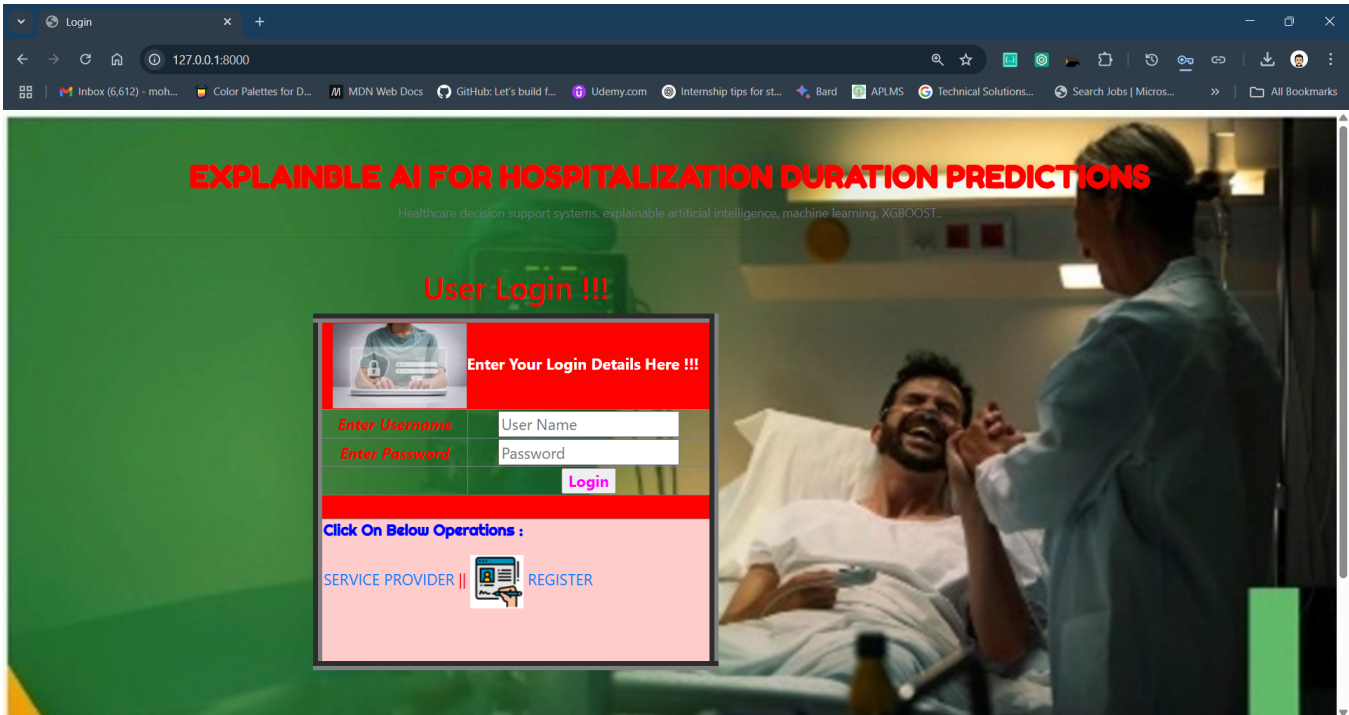 Login
127.0.0.1:8000
Inbox (6,612) - moh...
Color Palettes for D...
MDN Web Docs
GitHub: Let's build f...
Udemy.com
Internship tips for st...
Bard
APLMS
Technical Solutions...
Search Jobs | Micros...
All Bookmarks
EXPLAINBLE AI FOR HOSPITALIZATION DURATION PREDICTIONS
Healthcare decision support systems, explainable artificial intelligence, machine learning, XGBOOST..
User Login !!!
Enter Your Login Details Here !!!
Enter Username
User Name
Enter Password
Password
Login
Click On Below Operations :
SERVICE PROVIDER || REGISTER